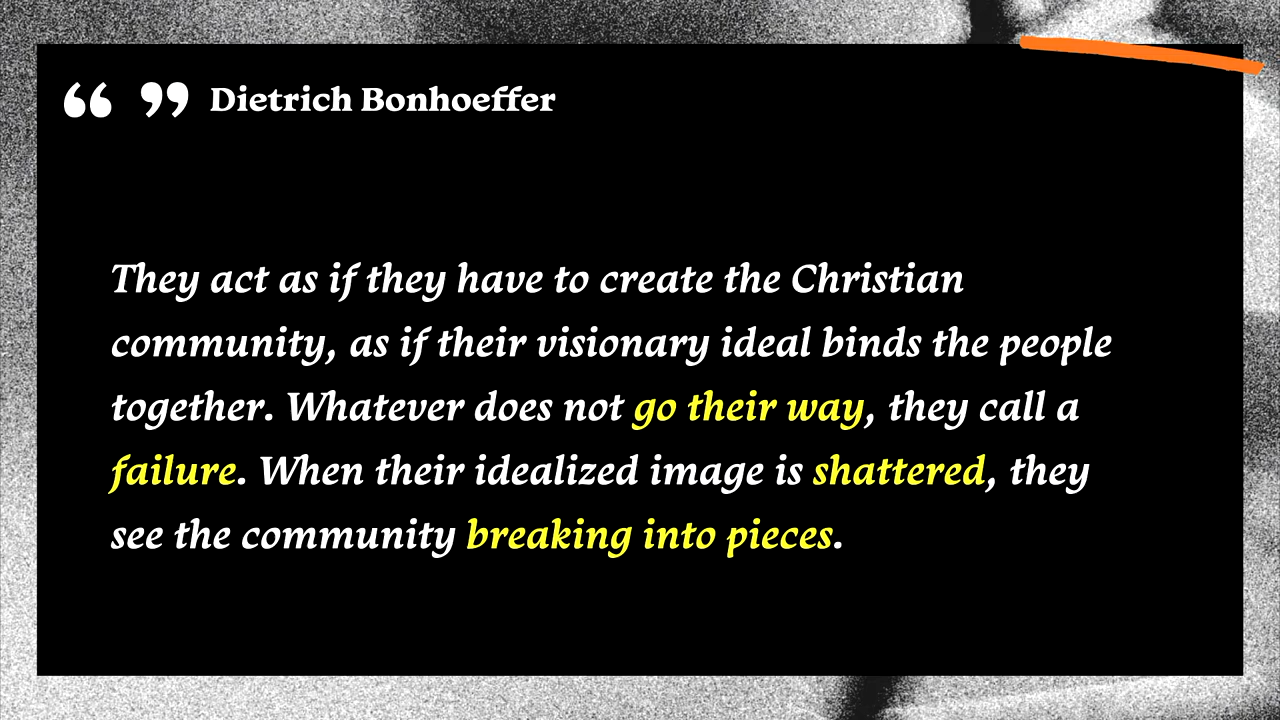 “ ” Dietrich Bonhoeffer
They act as if they have to create the Christian
community, as if their visionary ideal binds the people
together. Whatever does not go their way, they call a
failure. When their idealized image is shattered, they
see the community breaking into pieces.